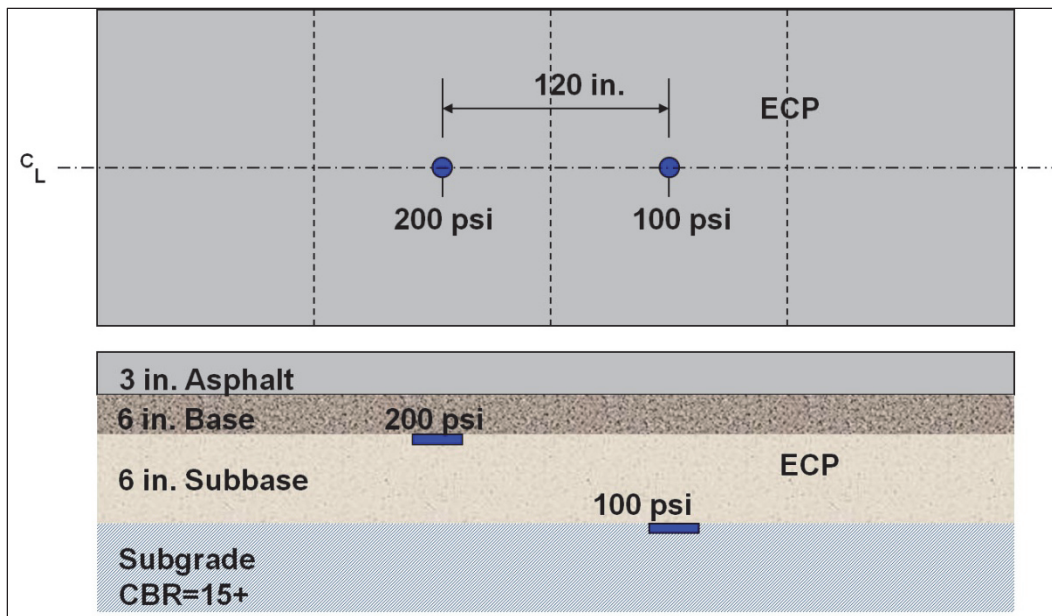 120 in.
ECP
CL
200 psi
100 psi
3 in. Asphalt
6 in. Base
200 psi
6 in. Subbase
ECP
100 psi
Subgrade
CBR=15+